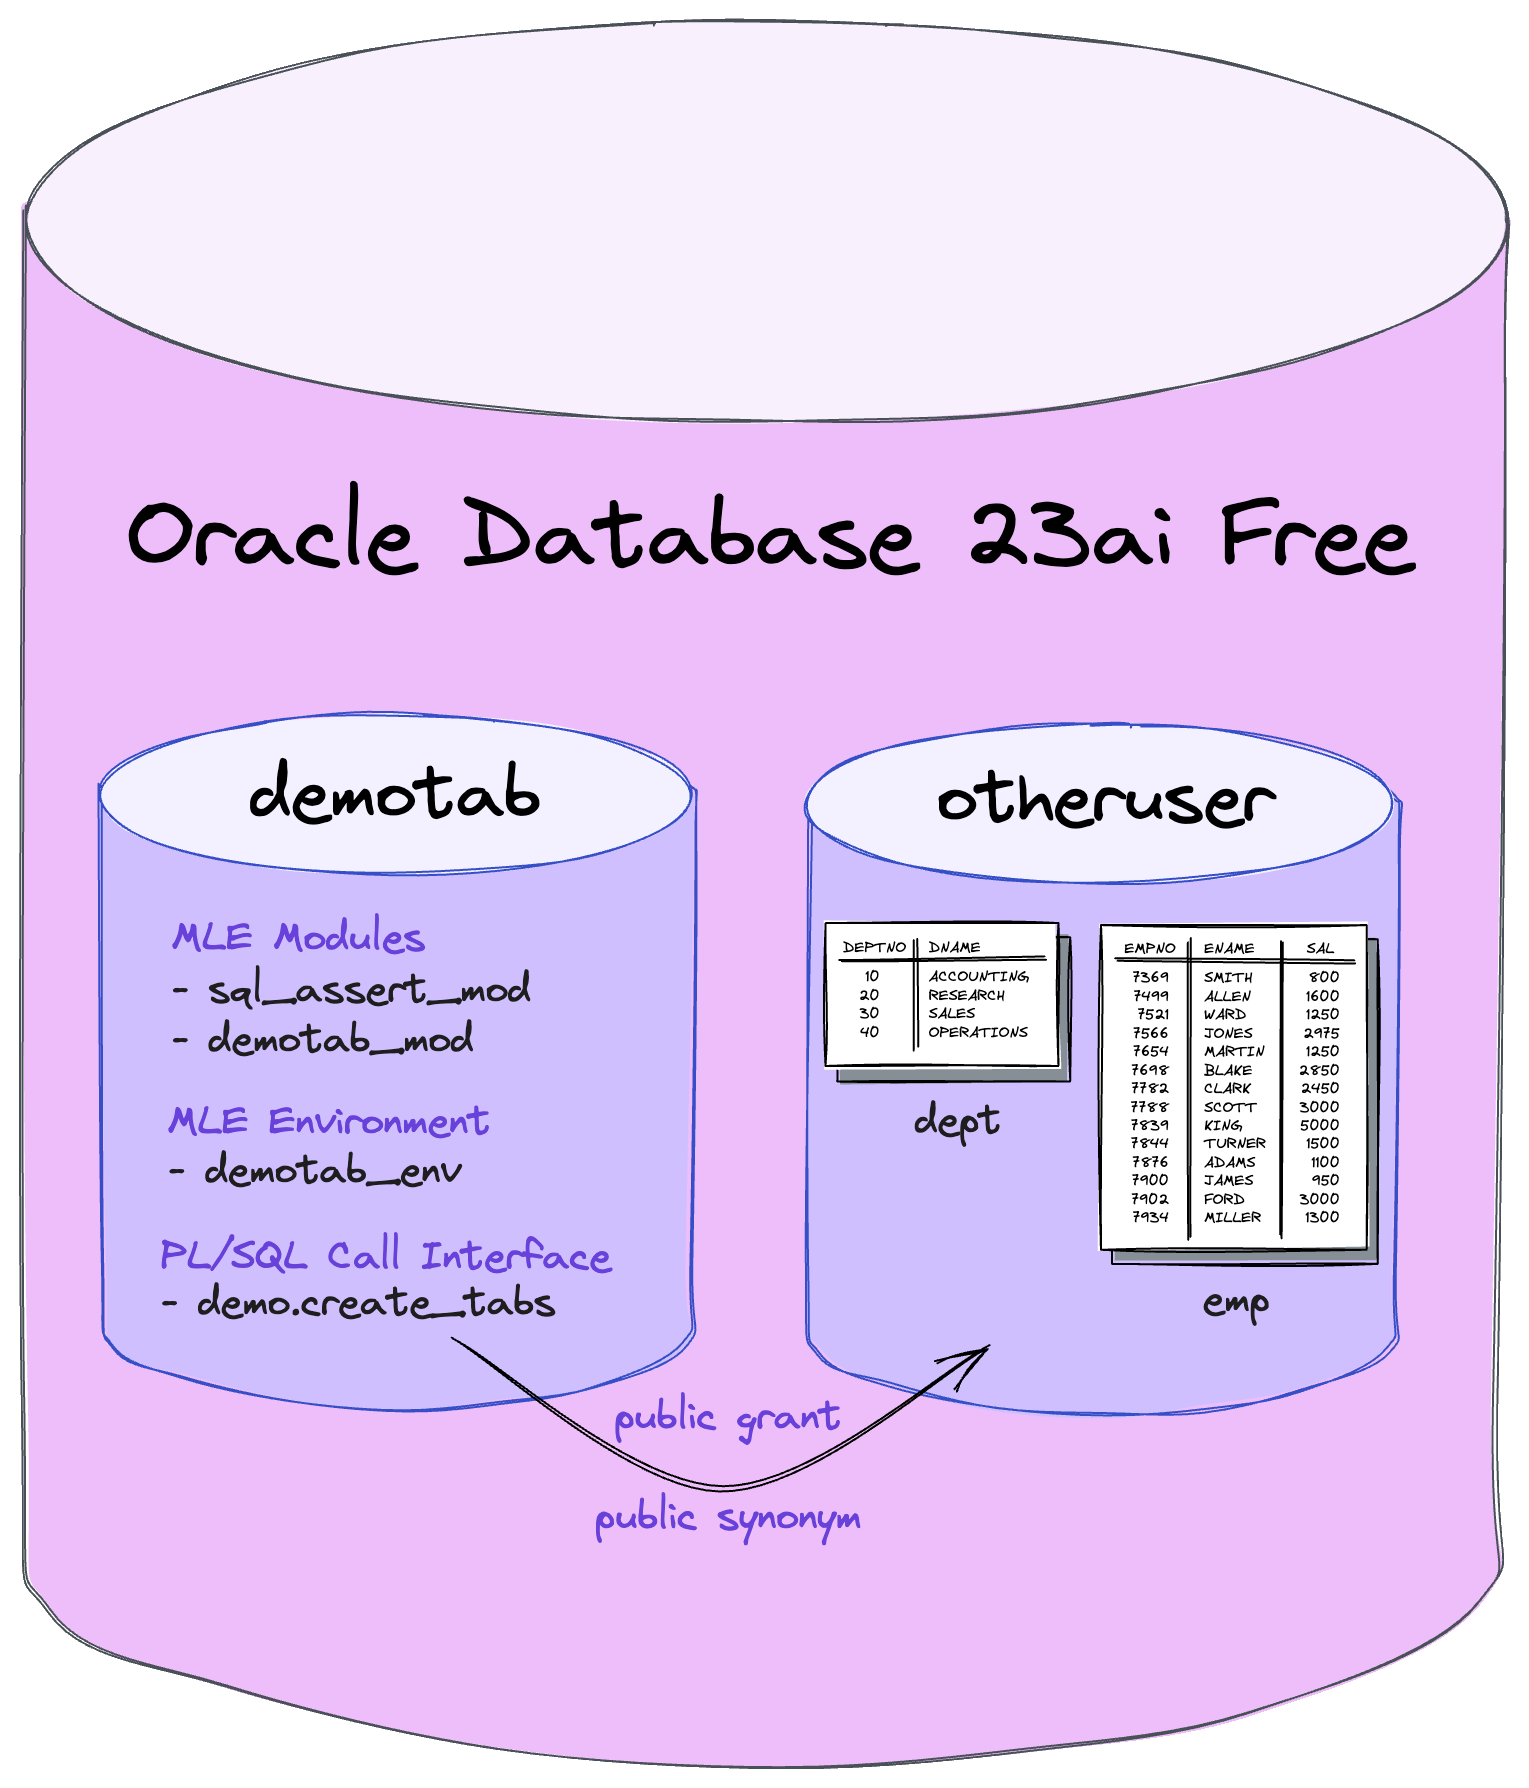 Oracle Database 23ai Free
demotab
MLE Modules
- sql_assert_mod
- demotab_mod
MLE Environment
- demotab_env
PL/SQL Call Interface
- demo.create_tabs
otheruser
DEPTNO DNAME
10 ACCOUNTING
20 RESEARCH
30 SALES
40 OPERATIONS
dept
EMPNO ENAME SAL
7369 SMITH 800
7499 ALLEN 1600
7521 WARD 1250
7566 JONES 2975
7654 MARTIN 1250
7698 BLAKE 2850
7782 CLARK 2450
7788 SCOTT 3000
7839 KING 5000
7844 TURNER 1500
7876 ADAMS 1100
7900 JAMES 950
7902 FORD 3000
7934 MILLER 1300
emp
public grant
public synonym